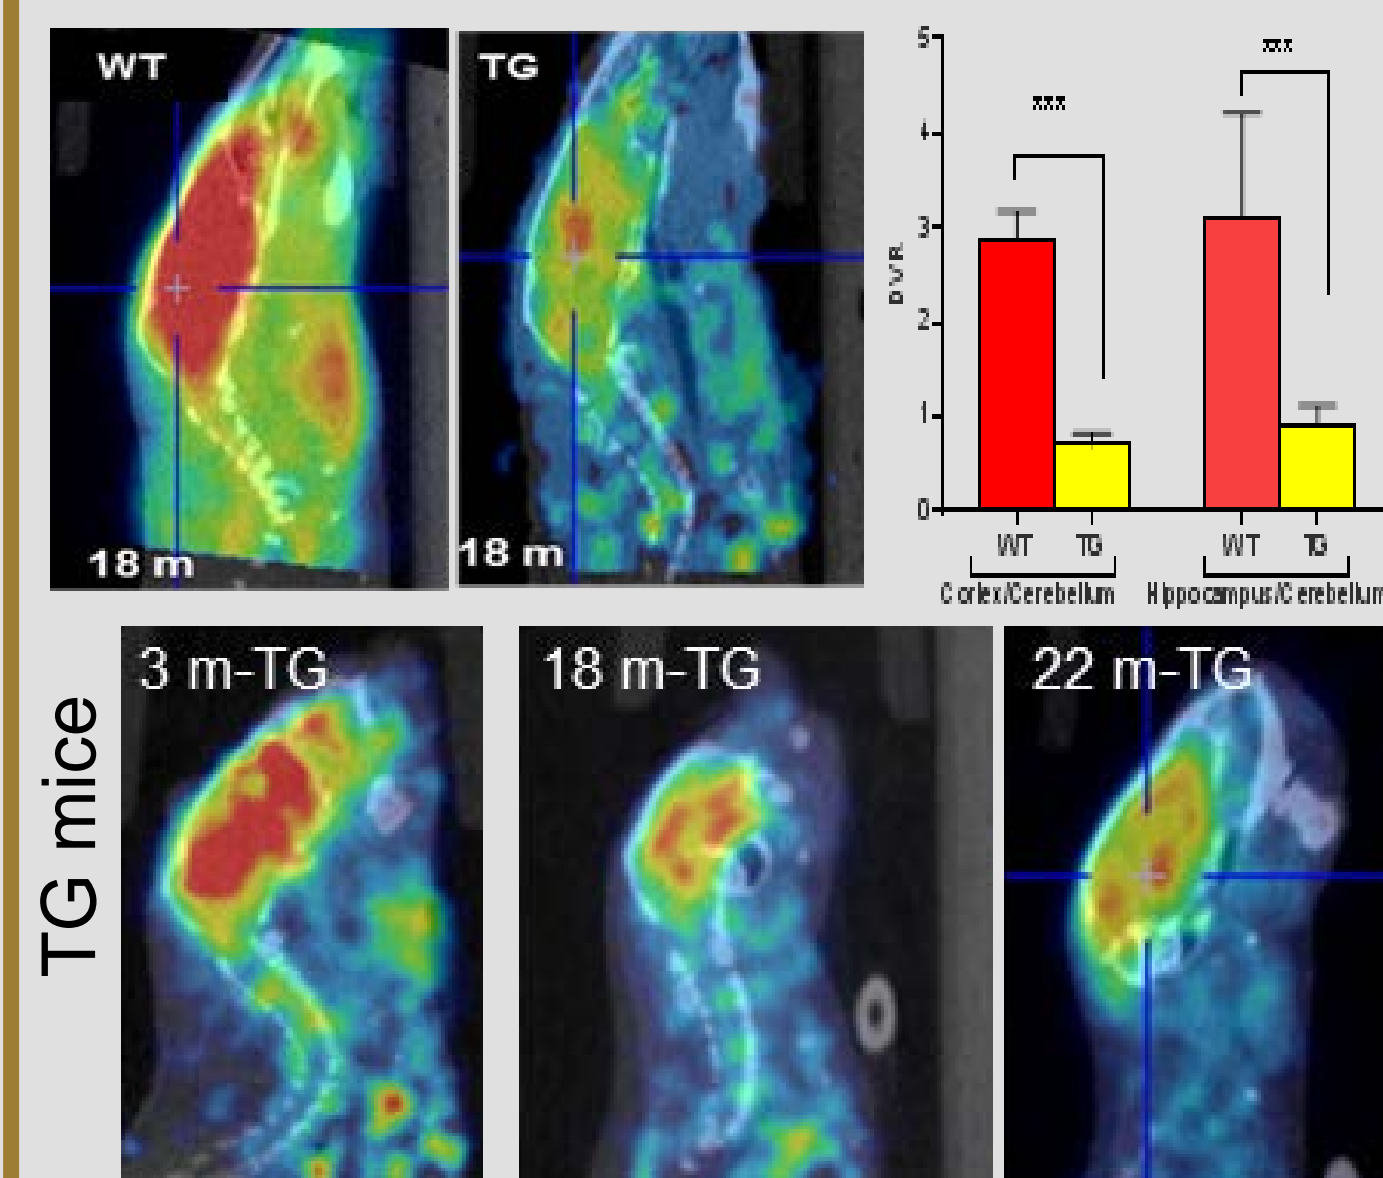 WT
TG
18 m
18 m
5
4
3
2
1
0
DVR
***
***
WT
TG
WT
TG
Cortex/Cerebellum
Hippocampus/Cerebellum
TG mice
3 m-TG
18 m-TG
22 m-TG